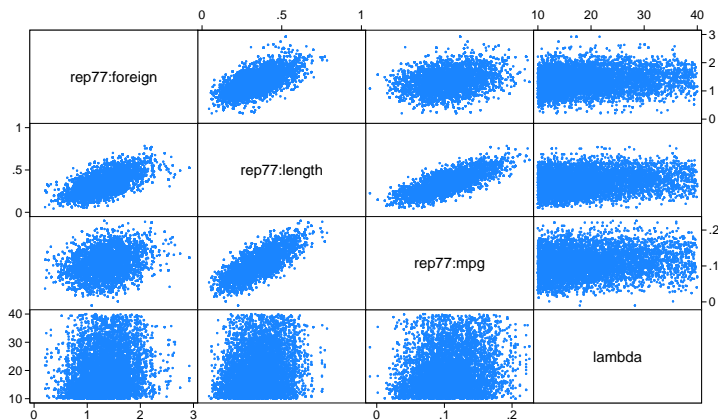 0 .5 1 10 20 30 40
rep77:foreign
3
2
1
0
1
.5
0
rep77:length
rep77:mpg
.2
.1
0
40
30
20
10
lambda
0 1 2 3 0 .1 .2